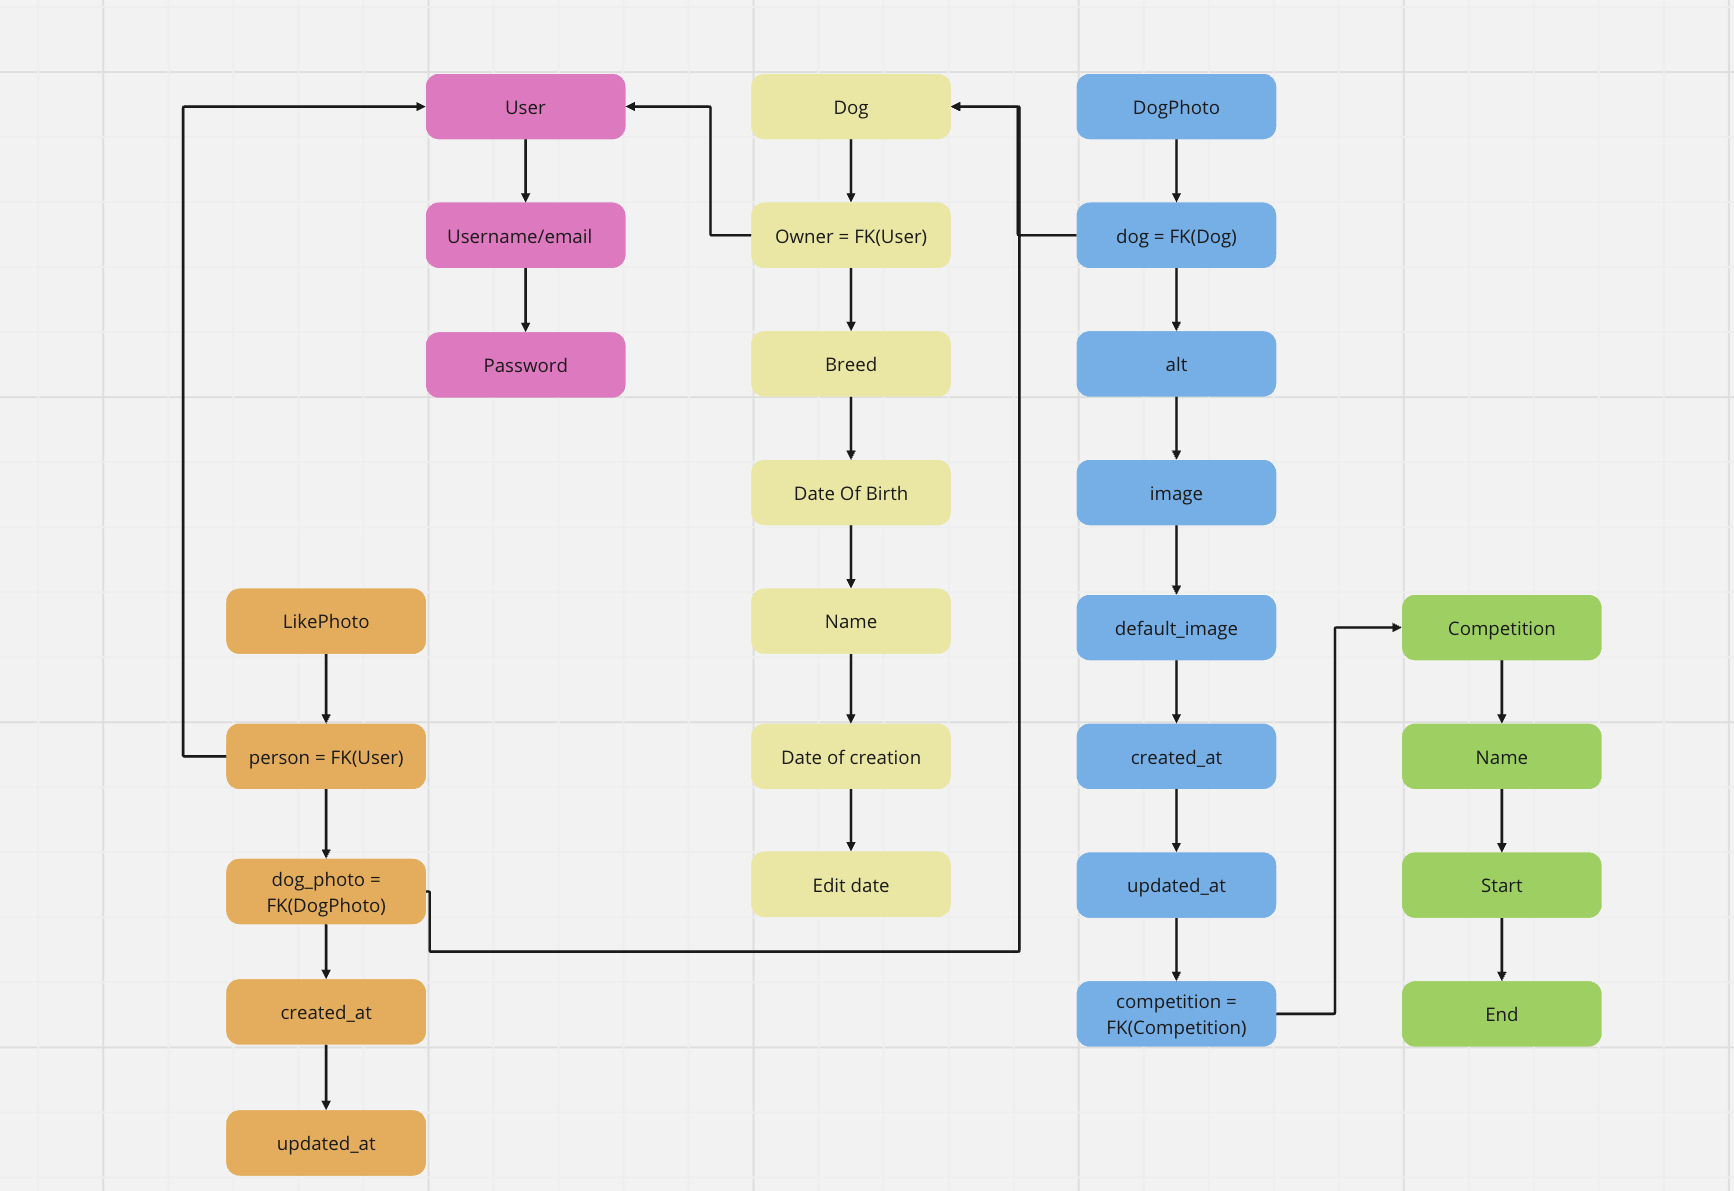 User
Username/email
Password
Dog
Owner = FK(User)
Breed
Date Of Birth
Name
Date of creation
Edit date
DogPhoto
dog = FK(Dog)
alt
image
default_image
created_at
updated_at
competition =
FK(Competition)
LikePhoto
person = FK(User)
dog_photo =
FK(DogPhoto)
created_at
updated_at
Competition
Name
Start
End